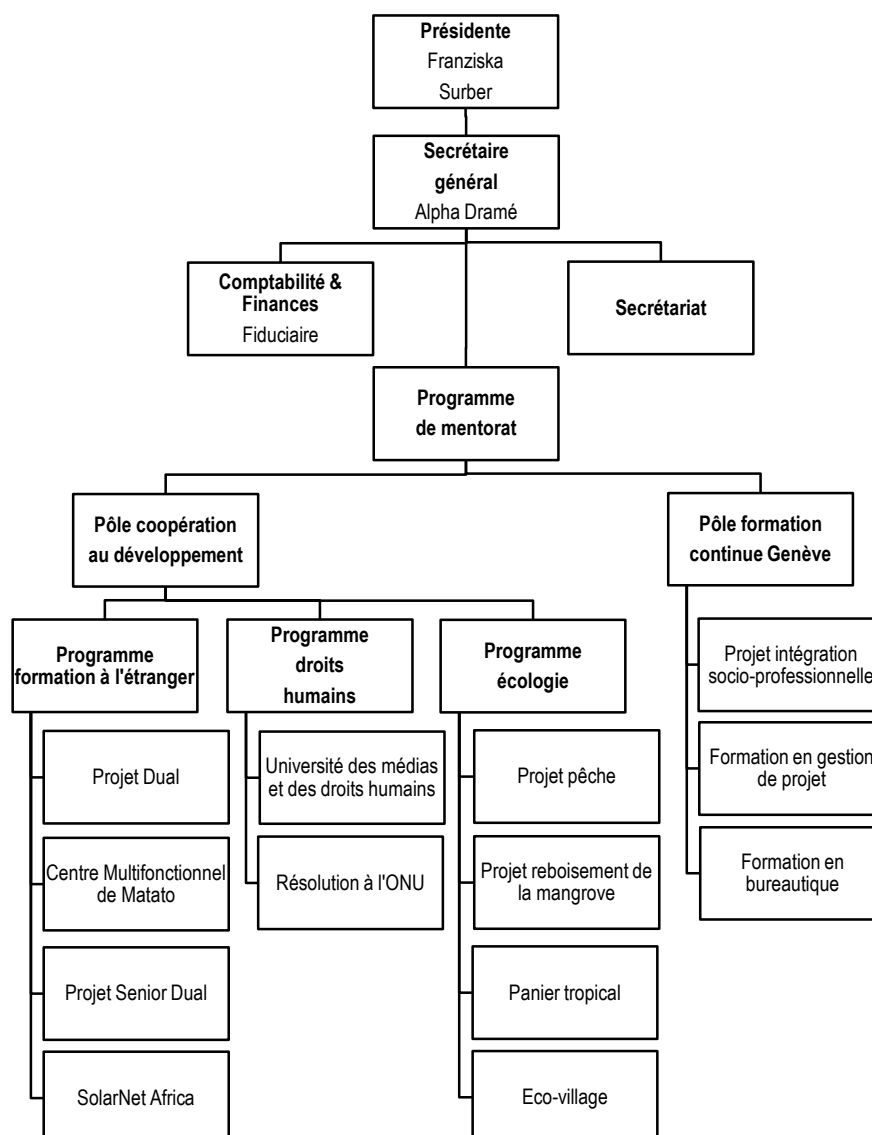 Présidente
Franziska
Surber
Secrétaire
général
Alpha Dramé
Comptabilité &
Finances
Fiduciaire
Secrétariat
Programme
de mentorat
Pôle coopération
au développement
Pôle formation
continue Genève
Programme
formation à l'étranger
Programme
droits
humains
Programme
écologie
Projet intégration
socio-professionnelle
Projet Dual
Université des médias
et des droits humains
Projet pêche
Formation en gestion
de projet
Centre Multifonctionnel
de Matato
Résolution à l'ONU
Projet reboisement de
la mangrove
Formation en
bureautique
Projet Senior Dual
Panier tropical
SolarNet Africa
Eco-village